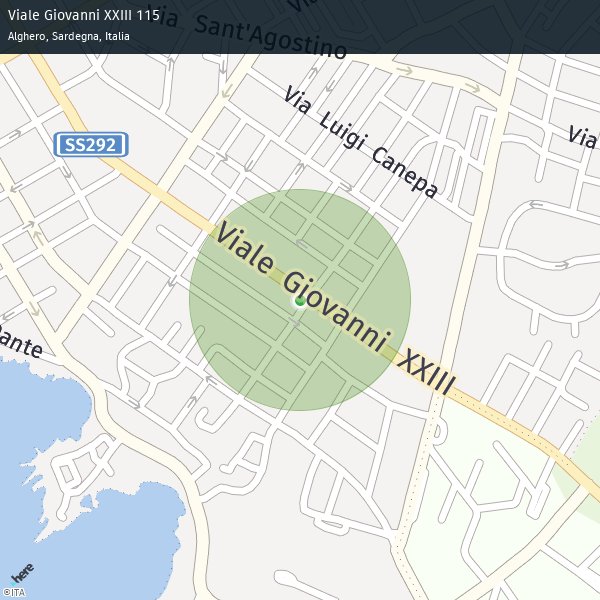 Viale Giovanni XXIII 115
Alghero, Sardegna, Italia
Via Sant'Agostino
Via Luigi Canepa
SS292
Via
Viale Giovanni XXIII
Dante
here
©ITA